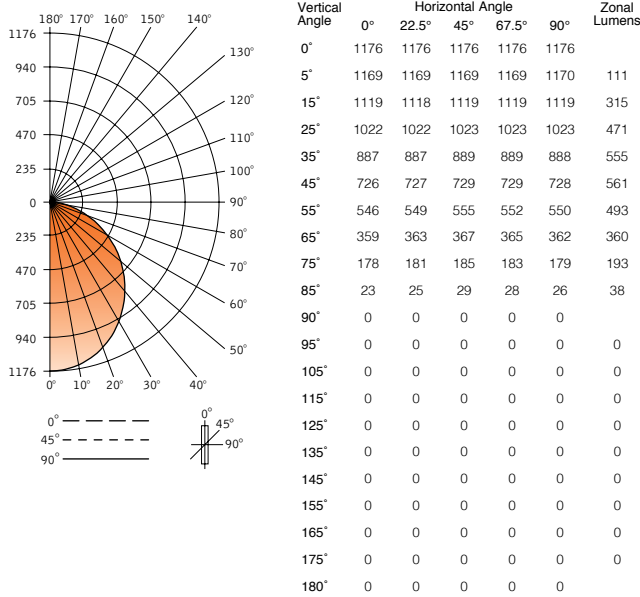 180° 170° 160° 150° 140°
1176
130°
940
120°
705
110°
470
100°
235
0
90°
235
80°
470
70°
705
60°
940
50°
1176
0° 10° 20° 30° 40°
0°
45°
90°
0°
45°
90°
Vertical Angle Horizontal Angle Zonal Lumens
0° 22.5° 45° 67.5° 90°
0° 1176 1176 1176 1176 1176
5° 1169 1169 1169 1169 1170 111
15° 1119 1118 1119 1119 1119 315
25° 1022 1022 1023 1023 1023 471
35° 887 887 889 889 888 555
45° 726 727 729 729 728 561
55° 546 549 555 552 550 493
65° 359 363 367 365 362 360
75° 178 181 185 183 179 193
85° 23 25 29 28 26 38
90° 0 0 0 0 0
95° 0 0 0 0 0 0
105° 0 0 0 0 0 0
115° 0 0 0 0 0 0
125° 0 0 0 0 0 0
135° 0 0 0 0 0 0
145° 0 0 0 0 0 0
155° 0 0 0 0 0 0
165° 0 0 0 0 0 0
175° 0 0 0 0 0 0
180° 0 0 0 0 0